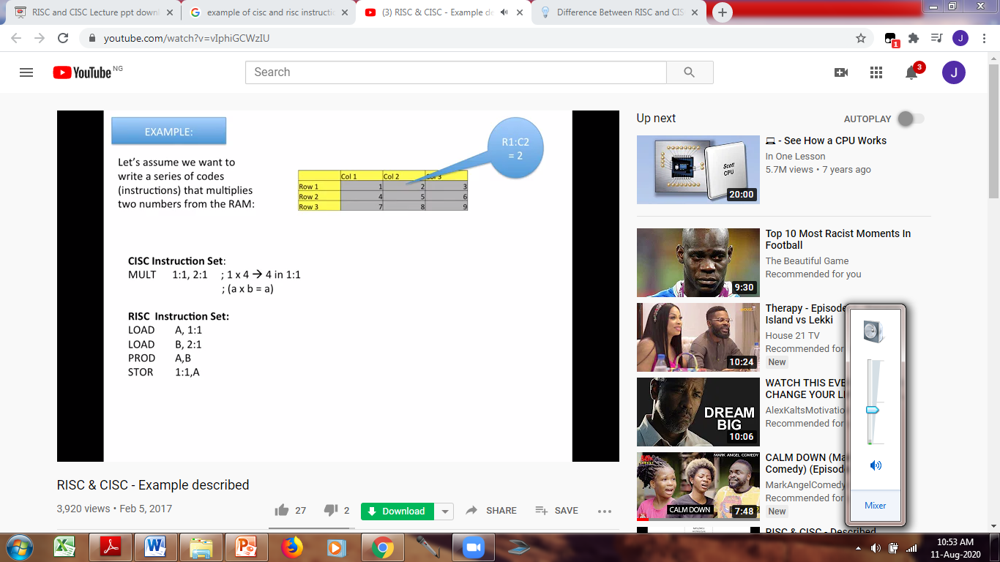 RISC and CISC Lecture ppt down
example of cisc and risc instructi
(3) RISC & CISC - Example de
Difference Between RISC and CIS
youtube.com/watch?v=vIphiGCWzIU
1
J
YouTube NG
Search
3
J
EXAMPLE:
Let's assume we want to
write a series of codes
(instructions) that multiplies
two numbers from the RAM:
R1:C2
= 2
Col 1 Col 2 Col 3
Row 1 1 2 3
Row 2 4 5 6
Row 3 7 8 9
CISC Instruction Set:
MULT 1:1, 2:1 ; 1 x 4 → 4 in 1:1
; (a x b = a)
RISC Instruction Set:
LOAD A, 1:1
LOAD B, 2:1
PROD A,B
STOR 1:1,A
RISC & CISC - Example described
3,920 views • Feb 5, 2017
27
2
Download
SHARE
SAVE
Up next
AUTOPLAY
Scott
CPU
20:00
💻 - See How a CPU Works
In One Lesson
5.7M views • 7 years ago
9:30
Top 10 Most Racist Moments In
Football
The Beautiful Game
Recommended for you
10:24
Therapy - Episode
Island vs Lekki
House 21 TV
Recommended for
New
DREAM
BIG
10:06
WATCH THIS EVE
CHANGE YOUR LI
AlexKaltsMotivatio
Recommended for
MARK ANGEL COMEDY
CALM DOWN
7:48
CALM DOWN (Ma
Comedy) (Episod
MarkAngelComedy
Recommended for
New
RISC & CISC - Described
Mixer
10:53 AM
11-Aug-2020